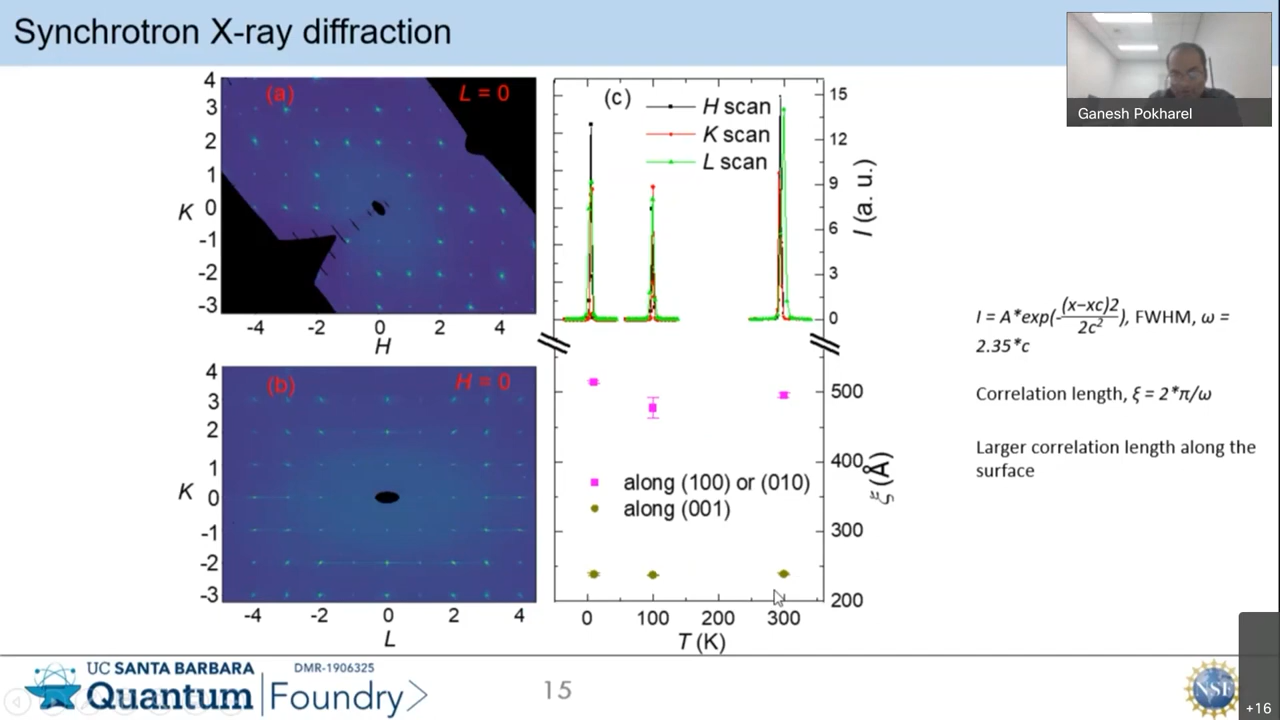 Synchrotron X-ray diffraction
Ganesh Pokharel
(a)
L = 0
4
3
2
1
0
-1
-2
-3
K
-4
-2
0
2
4
H
(b)
H = 0
4
3
2
1
0
-1
-2
-3
K
-4
-2
0
2
4
L
(c)
H scan
K scan
L scan
15
12
9
6
3
0
I (a. u.)
500
400
300
200
ξ (Å)
along (100) or (010)
along (001)
0
100
200
300
T (K)
I = A*exp(-(x−xc)2/2c²), FWHM, ω =
2.35*c
Correlation length, ξ = 2*π/ω
Larger correlation length along the
surface
UC SANTA BARBARA
Quantum
DMR-1906325
Foundry
15
NSF
+16